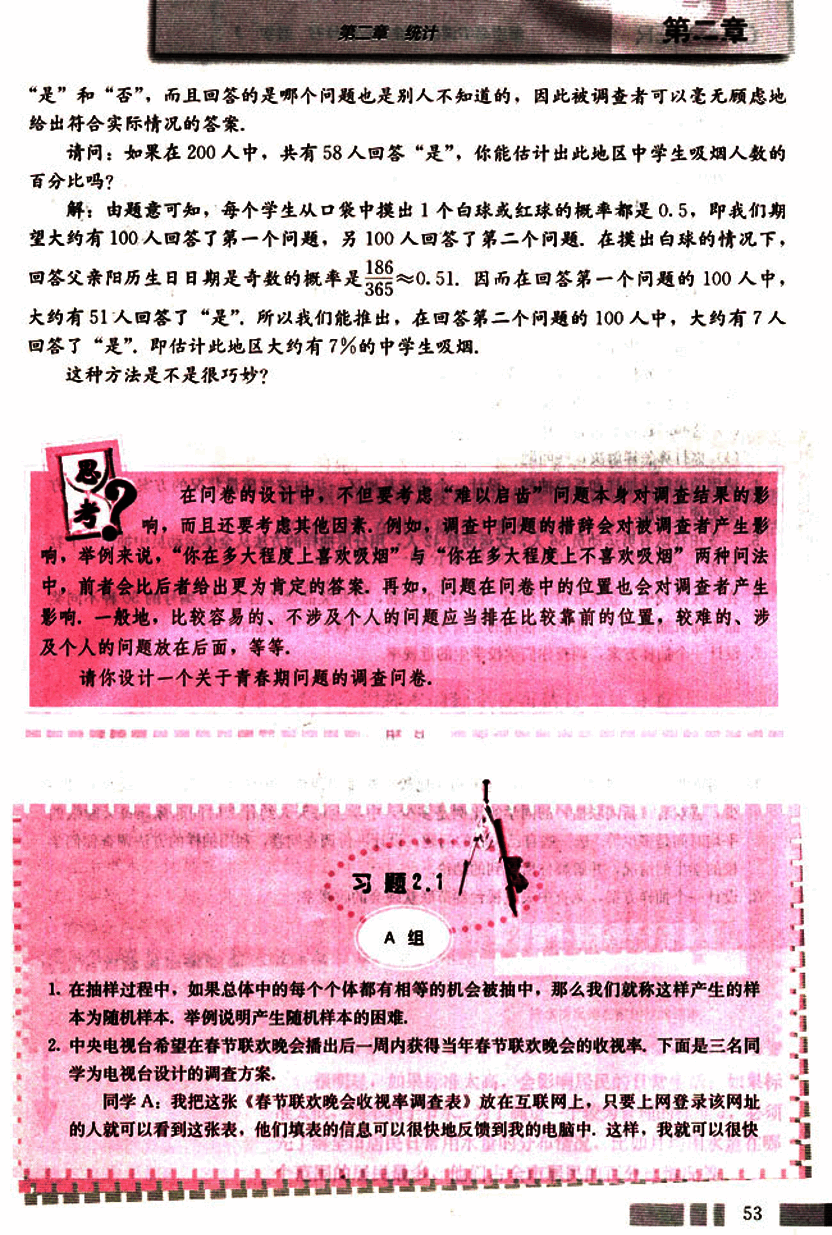 第二章 统计
第二章
“是”和“否”，而且回答的是哪个问题也是别人不知道的，因此被调查者可以毫无顾虑地
给出符合实际情况的答案．
请问：如果在 200 人中，共有 58 人回答“是”，你能估计出此地区中学生吸烟人数的
百分比吗？
解：由题意可知，每个学生从口袋中摸出 1 个白球或红球的概率都是 0.5，即我们期
望大约有 100 人回答了第一个问题，另 100 人回答了第二个问题．在摸出白球的情况下，
回答父亲阳历生日日期是奇数的概率是 186/365 ≈0.51．因而在回答第一个问题的 100 人中，
大约有 51 人回答了“是”．所以我们能推出，在回答第二个问题的 100 人中，大约有 7 人
回答了“是”．即估计此地区大约有 7％的中学生吸烟．
这种方法是不是很巧妙？
思考？
在问卷的设计中，不但要考虑“难以启齿”问题本身对调查结果的影
响，而且还要考虑其他因素．例如，调查中问题的措辞会对被调查者产生影
响，举例来说，“你在多大程度上喜欢吸烟”与“你在多大程度上不喜欢吸烟”两种问法
中，前者会比后者给出更为肯定的答案．再如，问题在问卷中的位置也会对调查者产生
影响．一般地，比较容易的、不涉及个人的问题应当排在比较靠前的位置，较难的、涉
及个人的问题放在后面，等等．
请你设计一个关于青春期问题的调查问卷．
习题2.1
A 组
1. 在抽样过程中，如果总体中的每个个体都有相等的机会被抽中，那么我们就称这样产生的样
本为随机样本．举例说明产生随机样本的困难．
2. 中央电视台希望在春节联欢晚会播出后一周内获得当年春节联欢晚会的收视率．下面是三名同
学为电视台设计的调查方案．
同学 A：我把这张《春节联欢晚会收视率调查表》放在互联网上，只要上网登录该网址
的人就可以看到这张表，他们填表的信息可以很快地反馈到我的电脑中．这样，我就可以很快
53